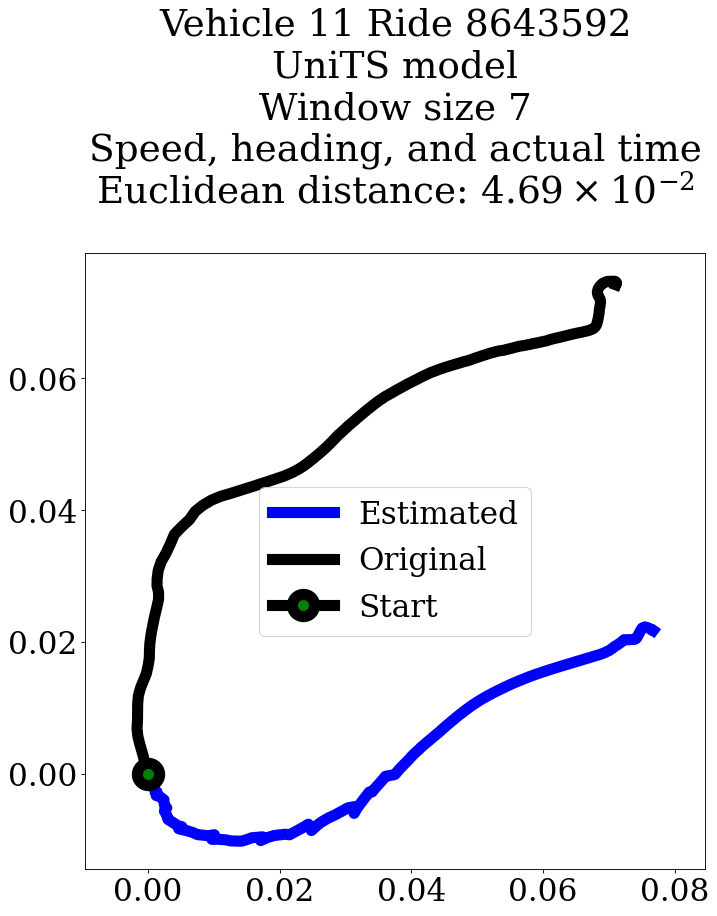 Vehicle 11 Ride 8643592
UniTS model
Window size 7
Speed, heading, and actual time
Euclidean distance: 4.69 × 10⁻²
0.06
0.04
0.02
0.00
Estimated
Original
Start
0.00 0.02 0.04 0.06 0.08